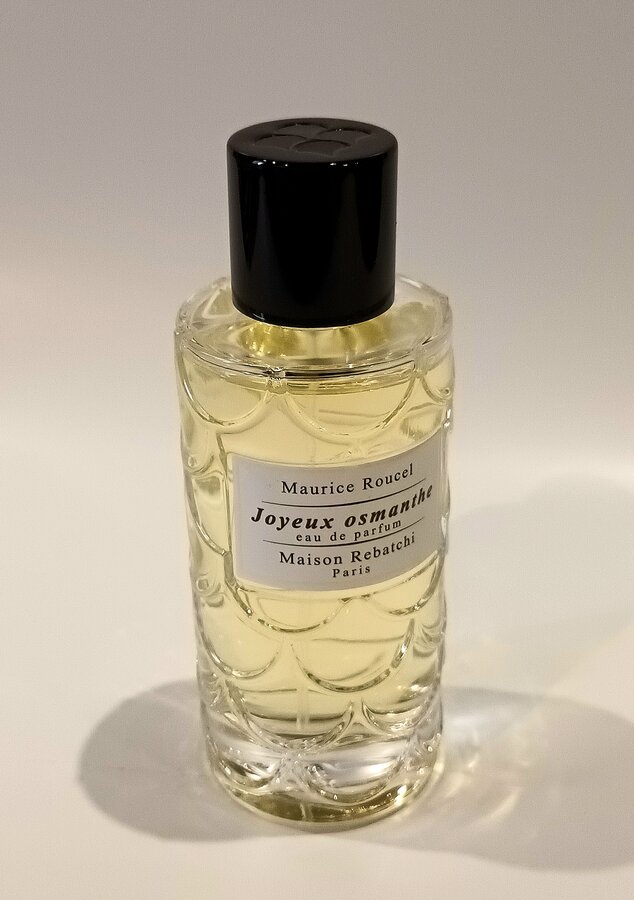 Maurice Roucel
Joyeux osmanthe
eau de parfum
Maison Rebatchi
Paris